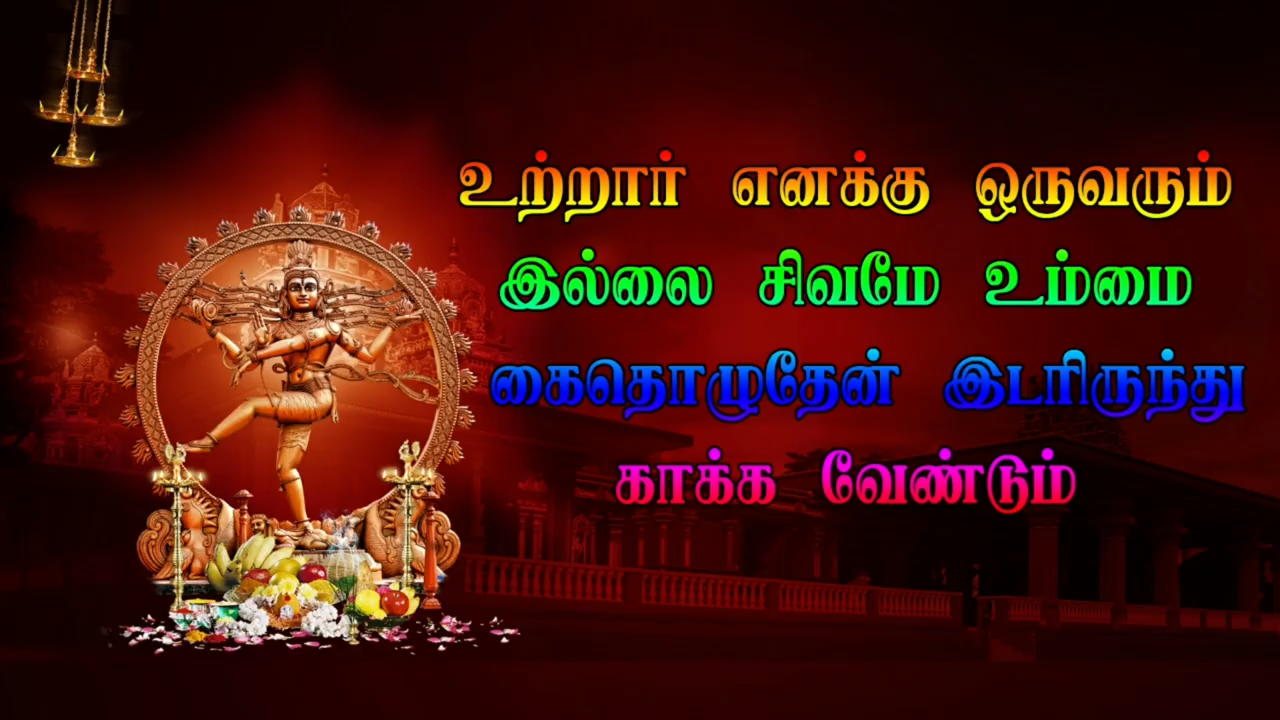 உற்றார் எனக்கு ஒருவரும்
இல்லை சிவமே உம்மை
கைதொழுதேன் இடரிருந்து
காக்க வேண்டும்